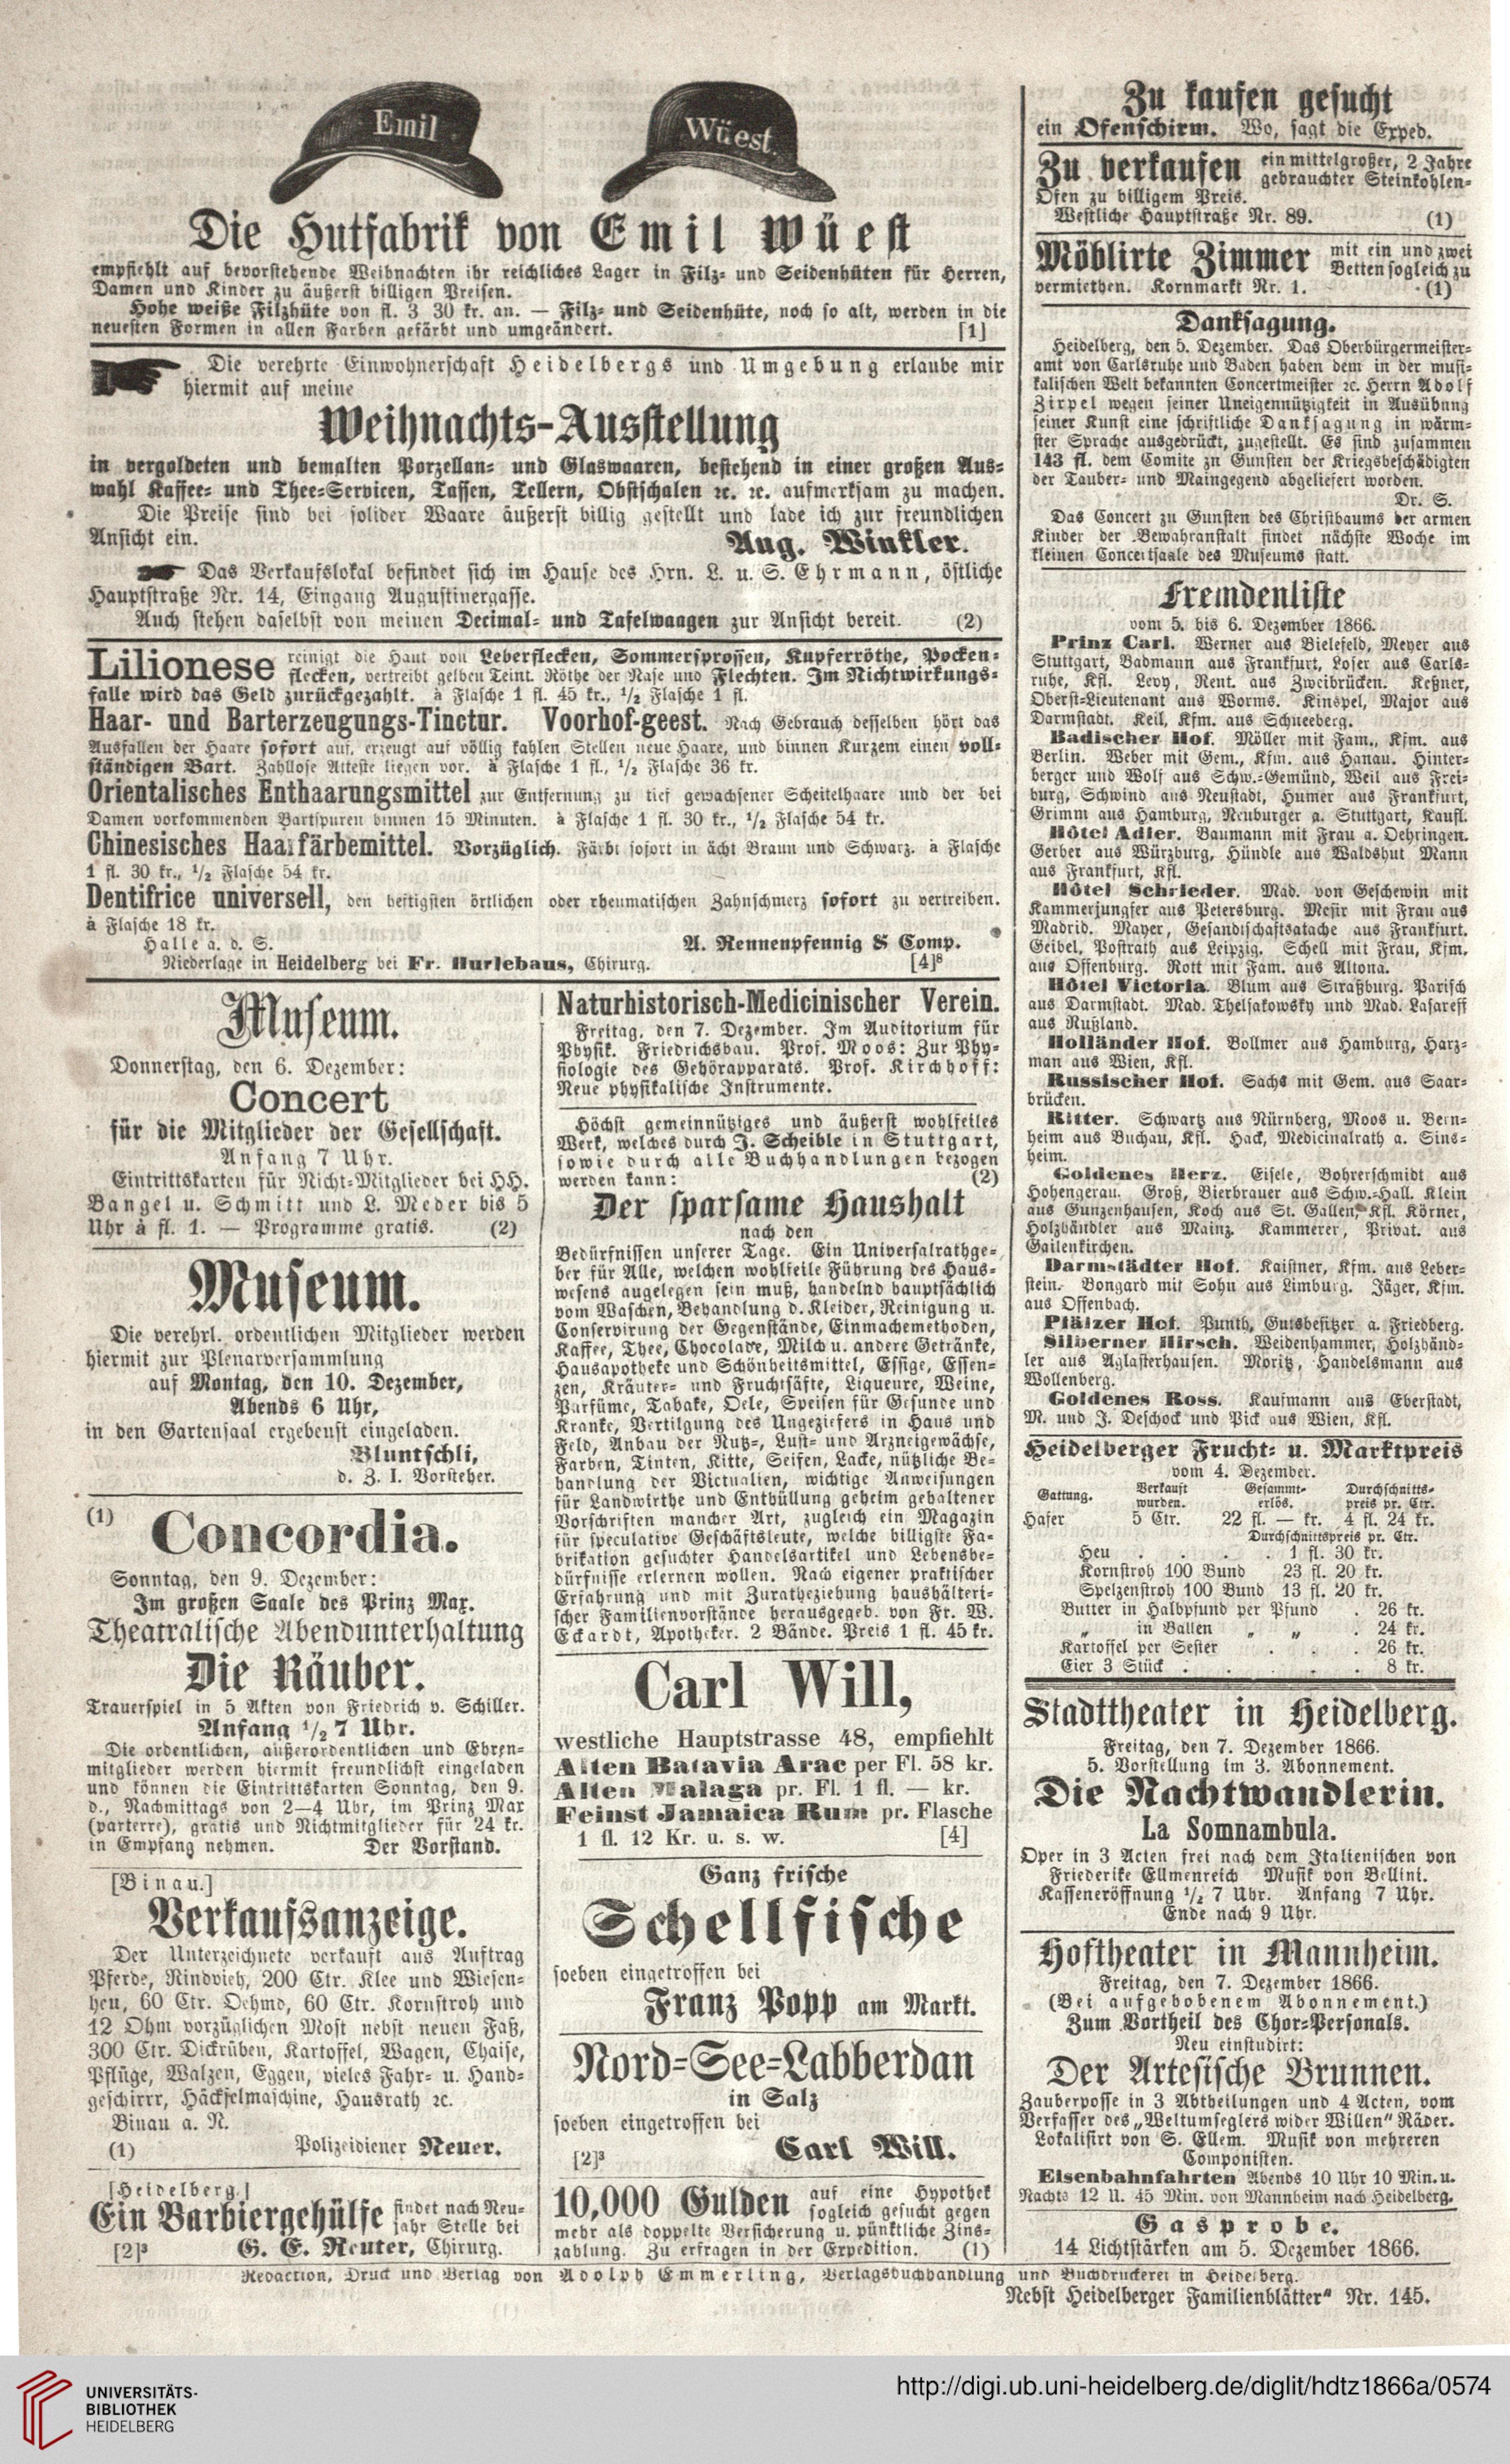 Emil
Wüest
Die Hutfabrik von Emil Wüest
empfiehlt auf bevorstehende Weihnachten ihr reichliches Lager in Filz- und Seidenhüten für Herren,
Damen und Kinder zu äußerst billigen Preisen.
Hohe weiße Filzhüte von fl. 3 30 kr. an. — Filz- und Seidenhüte, noch so alt, werden in die
neuesten Formen in allen Farben gefärbt und umgeändert. [1]
Die verehrte Einwohnerschaft Heidelbergs und Umgebung erlaube mir
hiermit auf meine
Weihnachts-Ausstellung
in vergoldeten und bemalten Porzellan- und Glaswaaren, bestehend in einer großen Aus-
wahl Kaffee- und Thee-Servicen, Tassen, Tellern, Obstschalen ꝛc. ꝛc. aufmerksam zu machen.
Die Preise sind bei solider Waare äußerst billig gestellt und lade ich zur freundlichen
Ansicht ein.
Aug. Winkler.
Das Verkaufslokal befindet sich im Hause des Hrn. L. u. S. Ehrmann, östliche
Hauptstraße Nr. 14, Eingang Augustinergasse.
Auch stehen daselbst von meinen Decimal- und Tafelwaagen zur Ansicht bereit. (2)
Lilionese reinigt die Haut von Leberflecken, Sommersprossen, Kupferröthe, Pocken-
flecken, vertreibt gelben Teint. Röthe der Nase und Flechten. Im Nichtwirkungs-
falle wird das Geld zurückgezahlt. à Flasche 1 fl. 45 kr., 1/2 Flasche 1 fl.
Haar- und Barterzeugungs-Tinctur. Voorhof-geest. Nach Gebrauch desselben hört das
Ausfallen der Haare sofort auf, erzeugt auf völlig kahlen Stellen neue Haare, und binnen Kurzem einen voll-
ständigen Bart. Zahllose Atteste liegen vor. à Flasche 1 fl., 1/2 Flasche 36 kr.
Orientalisches Enthaarungsmittel zur Entfernung zu tief gewachsener Scheitelhaare und der bei
Damen vorkommenden Bartspuren binnen 15 Minuten. à Flasche 1 fl. 30 kr., 1/2 Flasche 54 kr.
Chinesisches Haarfärbemittel. Vorzüglich. Färbt sofort in ächt Braun und Schwarz. à Flasche
1 fl. 30 kr., 1/2 Flasche 54 kr.
Dentifrice universell, den heftigsten örtlichen oder rheumatischen Zahnschmerz sofort zu vertreiben.
à Flasche 18 kr.
Halle a. d. S. A. Rennenpfennig & Comp.
Niederlage in Heidelberg bei Fr. Hurlebaus, Chirurg. [4]8
Museum.
Donnerstag, den 6. Dezember:
Concert
für die Mitglieder der Gesellschaft.
Anfang 7 Uhr.
Eintrittskarten für Nicht-Mitglieder bei HH.
Bangel u. Schmitt und L. Meder bis 5
Uhr à fl. 1. — Programme gratis. (2)
Museum.
Die verehrl. ordentlichen Mitglieder werden
hiermit zur Plenarversammlung
auf Montag, den 10. Dezember,
Abends 6 Uhr,
in den Gartensaal ergebenst eingeladen.
Bluntschli,
d. Z. I. Vorsteher.
(1)
Concordia.
Sonntag, den 9. Dezember:
Im großen Saale des Prinz Max.
Theatralische Abendunterhaltung
Die Räuber.
Trauerspiel in 5 Akten von Friedrich v. Schiller.
Anfang 1/2 7 Uhr.
Die ordentlichen, außerordentlichen und Ehren-
mitglieder werden hiermit freundlichst eingeladen
und können die Eintrittskarten Sonntag, den 9.
d., Nachmittags von 2—4 Uhr, im Prinz Max
(parterre), gratis und Nichtmitglieder für 24 kr.
in Empfang nehmen. Der Vorstand.
[Binau.]
Verkaufsanzeige.
Der Unterzeichnete verkauft aus Auftrag
Pferde, Rindvieh, 200 Ctr. Klee und Wiesen-
heu, 60 Ctr. Oehmd, 60 Ctr. Kornstroh und
12 Ohm vorzüglichen Most nebst neuen Faß,
300 Ctr. Dickrüben, Kartoffel, Wagen, Chaise,
Pflüge, Walzen, Eggen, vieles Fahr- u. Hand-
geschirrr, Häckselmaschine, Hausrath ꝛc.
Binau a. N.
(1) Polizeidiener Neuer.
[Heidelberg.]
Ein Barbiergehülfe findet nach Neu-
jahr Stelle bei
[2]3 G. E. Reuter, Chirurg.
Naturhistorisch-Medicinischer Verein.
Freitag, den 7. Dezember. Im Auditorium für
Physik. Friedrichsbau. Prof. Moos: Zur Phy-
siologie des Gehörapparats. Prof. Kirchhoff:
Neue physikalische Instrumente.
Höchst gemeinnütziges und äußerst wohlfeiles
Werk, welches durch J. Scheible in Stuttgart,
sowie durch alle Buchhandlungen bezogen
werden kann: (2)
Der sparsame Haushalt
nach den
Bedürfnissen unserer Tage. Ein Universalrathge-
ber für Alle, welchen wohlfeile Führung des Haus-
wesens angelegen sein muß, handelnd hauptsächlich
vom Waschen, Behandlung d. Kleider, Reinigung u.
Conservirung der Gegenstände, Einmachemethoden,
Kaffee, Thee, Chocolade, Milch u. andere Getränke,
Hausapotheke und Schönheitsmittel, Essige, Essen-
zen, Kräuter- und Fruchtsäfte, Liqueure, Weine,
Parfüme, Tabake, Oele, Speisen für Gesunde und
Kranke, Vertilgung des Ungeziefers in Haus und
Feld, Anbau der Nutz-, Lust- und Arzneigewächse,
Farben, Tinten, Kitte, Seifen, Lacke, nützliche Be-
handlung der Victualien, wichtige Anweisungen
für Landwirthe und Enthüllung geheim gehaltener
Vorschriften mancher Art, zugleich ein Magazin
für speculative Geschäftsleute, welche billigste Fa-
brikation gesuchter Handelsartikel und Lebensbe-
dürfnisse erlernen wollen. Nach eigener praktischer
Erfahrung und mit Zuratheziehung haushälteri-
scher Familienvorstände herausgegeb. von Fr. W.
Eckardt, Apotheker. 2 Bände. Preis 1 fl. 45 kr.
Carl Will,
westliche Hauptstrasse 48, empfiehlt
Alten Batavia Arac per Fl. 58 kr.
Alten Malaga pr. Fl. 1 fl. — kr.
Feinst Jamaica Rum pr. Flasche
1 fl. 12 Kr. u. s. w. [4]
Ganz frische
Schellfische
soeben eingetroffen bei
Franz Popp am Markt.
Nord-See-Labberdan
in Salz
soeben eingetroffen bei
[2]3 Carl Will.
10,000 Gulden auf eine Hypothek
sogleich gesucht gegen
mehr als doppelte Versicherung u. pünktliche Zins-
zahlung. Zu erfragen in der Expedition. (1)
Zu kaufen gesucht
ein Ofenschirm. Wo, sagt die Exped.
Zu verkaufen ein mittelgroßer, 2 Jahre
gebrauchter Steinkohlen-
Ofen zu billigem Preis.
Westliche Hauptstraße Nr. 89. (1)
Möblirte Zimmer mit ein und zwei
Betten sogleich zu
vermiethen. Kornmarkt Nr. 1. (1)
Danksagung.
Heidelberg, den 5. Dezember. Das Oberbürgermeister-
amt von Carlsruhe und Baden haben dem in der musi-
kalischen Welt bekannten Concertmeister ꝛc. Herrn Adolf
Zirpel wegen seiner Uneigennützigkeit in Ausübung
seiner Kunst eine schriftliche Danksagung in wärm-
ster Sprache ausgedrückt, zugestellt. Es sind zusammen
143 fl. dem Comite zu Gunsten der Kriegsbeschädigten
der Tauber- und Maingegend abgeliefert worden.
Dr. S.
Das Concert zu Gunsten des Christbaums der armen
Kinder der Bewahranstalt findet nächste Woche im
kleinen Concertsaale des Museums statt.
Fremdenliste
vom 5. bis 6. Dezember 1866.
Prinz Carl. Werner aus Bielefeld, Meyer aus
Stuttgart, Badmann aus Frankfurt, Loser aus Carls-
ruhe, Kfl. Levy, Rent. aus Zweibrücken. Keßner,
Oberst-Lieutenant aus Worms. Kinspel, Major aus
Darmstadt. Keil, Kfm. aus Schneeberg.
Badischer Hof. Möller mit Fam., Kfm. aus
Berlin. Weber mit Gem., Kfm. aus Hanau. Hinter-
berger und Wolf aus Schw.-Gemünd, Weil aus Frei-
burg, Schwind aus Neustadt, Humer aus Frankfurt,
Grimm aus Hamburg, Neuburger a. Stuttgart, Kaufl.
Hôtel Adler. Baumann mit Frau a. Oehringen.
Gerber aus Würzburg, Hündle aus Waldshut Mann
aus Frankfurt, Kfl.
Hôtel Schrieder. Mad. von Geschewin mit
Kammerjungfer aus Petersburg. Mesir mit Frau aus
Madrid. Mayer, Gesandtschaftsatache aus Frankfurt.
Geibel, Postrath aus Leipzig. Schell mit Frau, Kfm.
aus Offenburg. Rott mit Fam. aus Altona.
Hôtel Victoria. Blum aus Straßburg. Parisch
aus Darmstadt. Mad. Thelsakowsky und Mad. Lasareff
aus Rußland.
Holländer Hof. Vollmer aus Hamburg, Harz-
man aus Wien, Kfl.
Russischer Hof. Sachs mit Gem. aus Saar-
brücken.
Ritter. Schwartz aus Nürnberg, Moos u. Bern-
heim aus Buchau, Kfl. Hack, Medicinalrath a. Sins-
heim.
Goldenes Herz. Eisele, Bohrerschmidt aus
Hohengerau. Groß, Bierbrauer aus Schw.-Hall. Klein
aus Gunzenhausen, Koch aus St. Gallen, Kfl. Körner,
Holzhändler aus Mainz. Kammerer, Privat. aus
Gailenkirchen.
Darmstädter Hof. Kaistner, Kfm. aus Leber-
stein. Bongard mit Sohn aus Limburg. Jäger, Kfm.
aus Offenbach.
Pfälzer Hof. Punth, Gutsbesitzer a. Friedberg.
Silberner Hirsch. Weidenhammer, Holzhänd-
ler aus Aglasterhausen. Moritz, Handelsmann aus
Wollenberg.
Goldenes Ross. Kaufmann aus Eberstadt,
M. und J. Deschock und Pick aus Wien, Kfl.
Heidelberger Frucht- u. Marktpreis
vom 4. Dezember.
Gattung. Verkauft wurden. Gesammt-erlös. Durchschnitts-preis pr. Ctr.
Hafer 5 Ctr. 22 fl. — kr. 4 fl. 24 kr.
Durchschnittspreis pr. Ctr.
Heu . . . . 1 fl. 30 kr.
Kornstroh 100 Bund 23 fl. 20 kr.
Spelzenstroh 100 Bund 13 fl. 20 kr.
Butter in Halbpfund per Pfund . 26 kr.
„ in Ballen „ „ . 24 kr.
Kartoffel per Sester . . . 26 kr.
Eier 3 Stück . . . . 8 kr.
Stadttheater in Heidelberg.
Freitag, den 7. Dezember 1866.
5. Vorstellung im 3. Abonnement.
Die Nachtwandlerin.
La Somnambula.
Oper in 3 Acten frei nach dem Italienischen von
Friederike Ellmenreich Musik von Bellini.
Kasseneröffnung 1/2 7 Uhr. Anfang 7 Uhr.
Ende nach 9 Uhr.
Hoftheater in Mannheim.
Freitag, den 7. Dezember 1866.
(Bei aufgehobenem Abonnement.)
Zum Vortheil des Chor-Personals.
Neu einstudirt:
Der Artesische Brunnen.
Zauberposse in 3 Abtheilungen und 4 Acten, vom
Verfasser des „Weltumseglers wider Willen“ Räder.
Lokalisirt von S. Ellem. Musik von mehreren
Componisten.
Eisenbahnfahrten Abends 10 Uhr 10 Min. u.
Nachts 12 U. 45 Min. von Mannheim nach Heidelberg.
Gasprobe.
14 Lichtstärken am 5. Dezember 1866.
Redaction, Druck und Verlag von Adolph Emmerling, Verlagsbuchhandlung und Buchdruckerei in Heidelberg.
Nebst Heidelberger Familienblätter“ Nr. 145.
UNIVERSITÄTS-
BIBLIOTHEK
HEIDELBERG
http://digi.ub.uni-heidelberg.de/diglit/hdtz1866a/0574